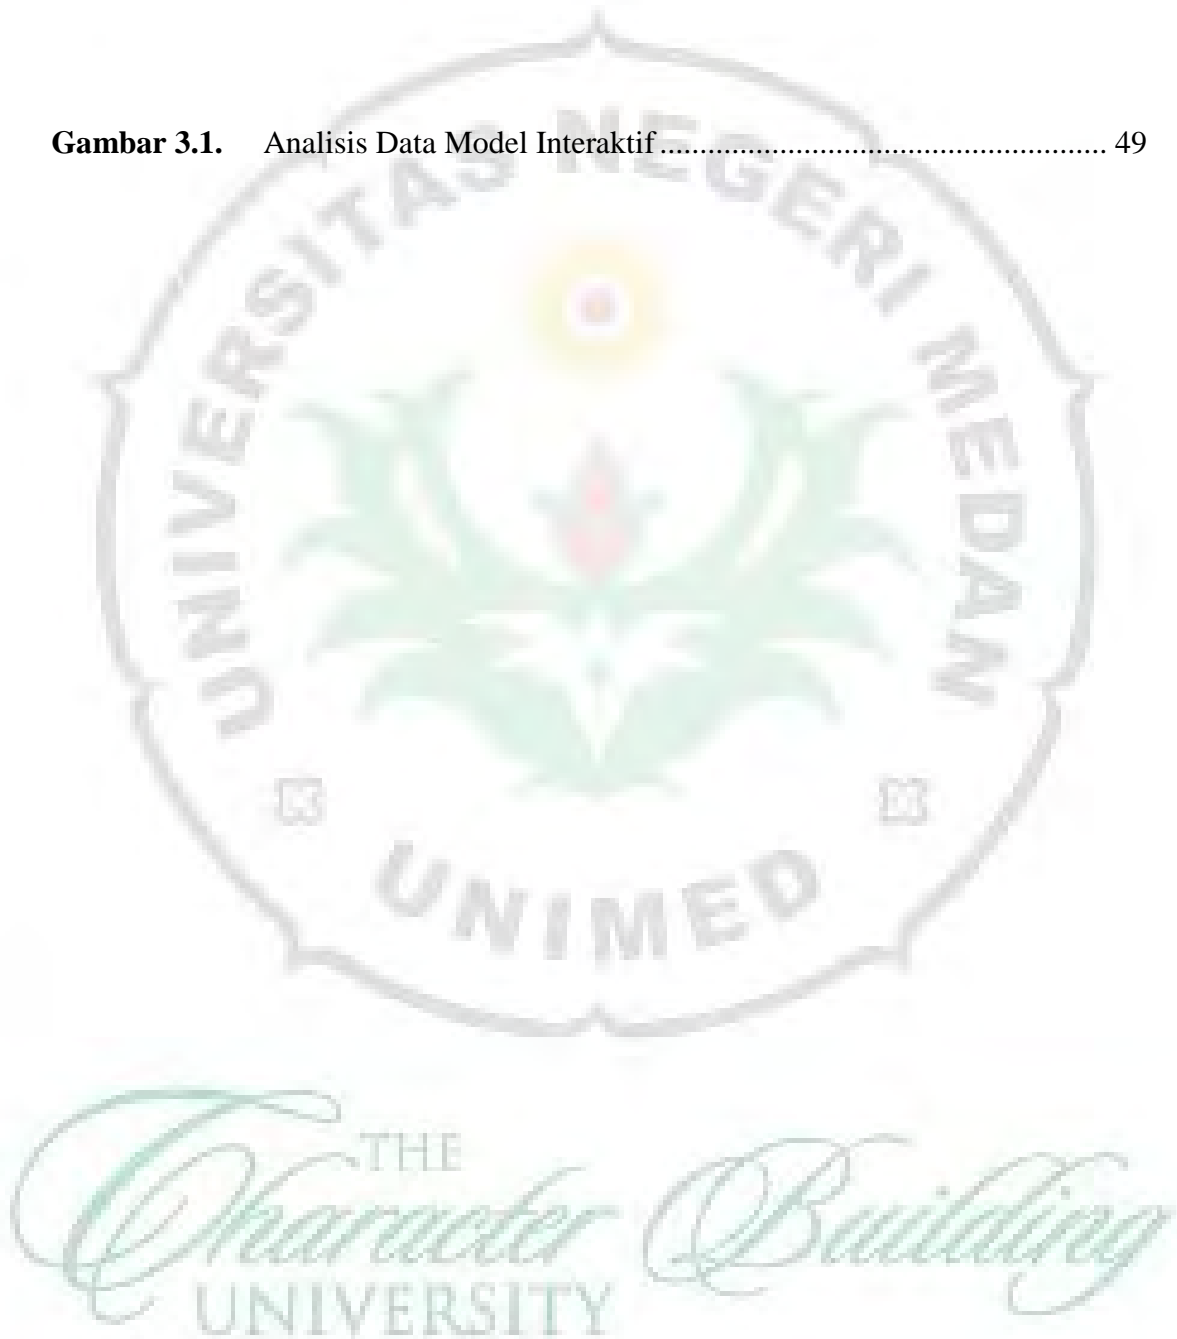 Gambar 3.1. Analisis Data Model Interaktif ........................................................ 49
UNIVERSITAS NEGERI MEDAN
UNIMED
THE
Character Building
UNIVERSITY